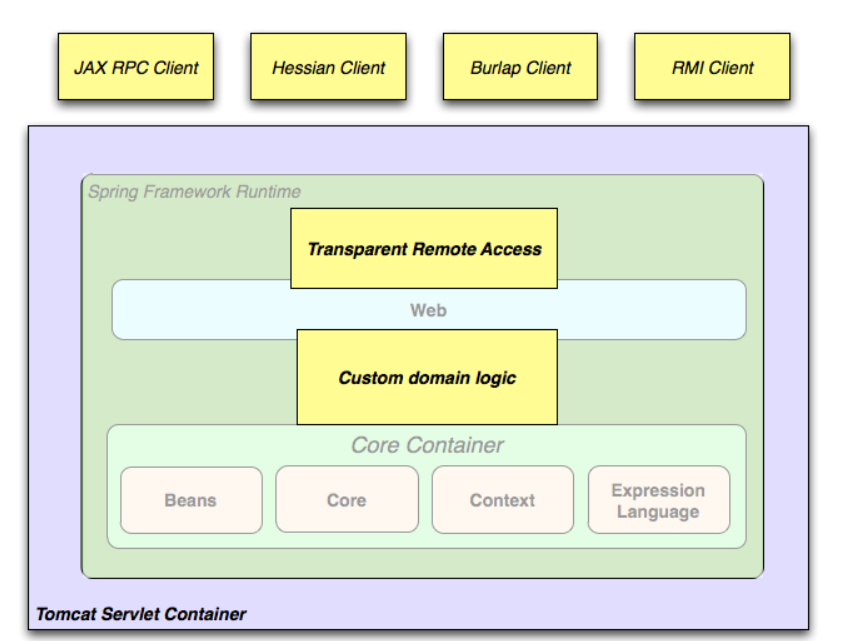 JAX RPC Client
Hessian Client
Burlap Client
RMI Client
Spring Framework Runtime
Transparent Remote Access
Web
Custom domain logic
Core Container
Beans
Core
Context
Expression
Language
Tomcat Servlet Container